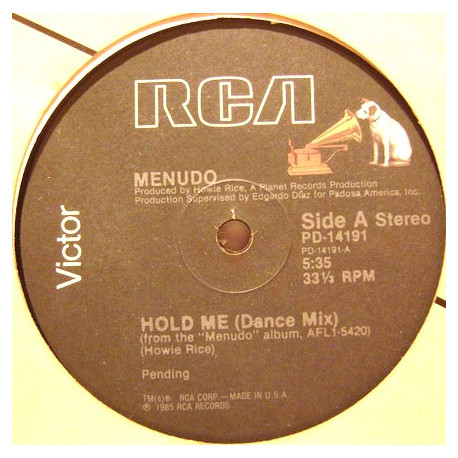 RCA
Victor
MENUDO
Produced by Howie Rice, A Planet Records Production
Production Supervised by Edgardo Diaz for Padosa America, Inc.
Side A Stereo
PD-14191
PD-14191-A
5:35
33⅓ RPM
HOLD ME (Dance Mix)
(from the "Menudo" album, AFL1-5420)
(Howie Rice)
Pending
TM(s)® RCA CORP.—MADE IN U.S.A.
℗ 1985 RCA RECORDS